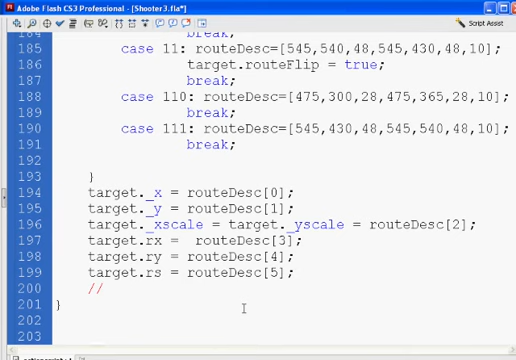 Adobe Flash CS3 Professional - [Shooter3.fla*]
Script Assist
184 break;
185 case 11: routeDesc=[545,540,48,545,430,48,10];
186 target.routeFlip = true;
187 break;
188 case 110: routeDesc=[475,300,28,475,365,28,10];
189 break;
190 case 111: routeDesc=[545,430,48,545,540,48,10];
191 break;
192
193 }
194 target._x = routeDesc[0];
195 target._y = routeDesc[1];
196 target._xscale = target._yscale = routeDesc[2];
197 target.rx = routeDesc[3];
198 target.ry = routeDesc[4];
199 target.rs = routeDesc[5];
200 //
201 }
202
203